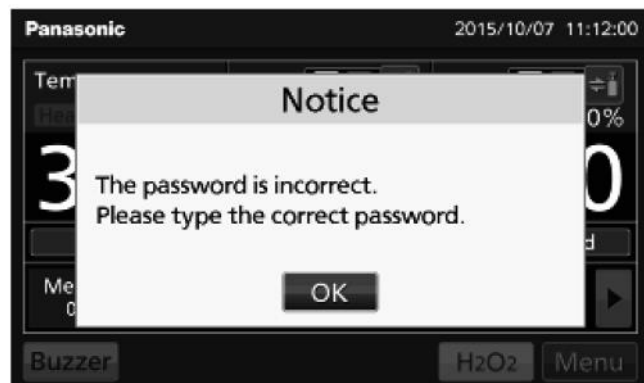 Panasonic 2015/10/07 11:12:00
Notice
0%
The password is incorrect.
Please type the correct password.
OK
Buzzer H2O2 Menu